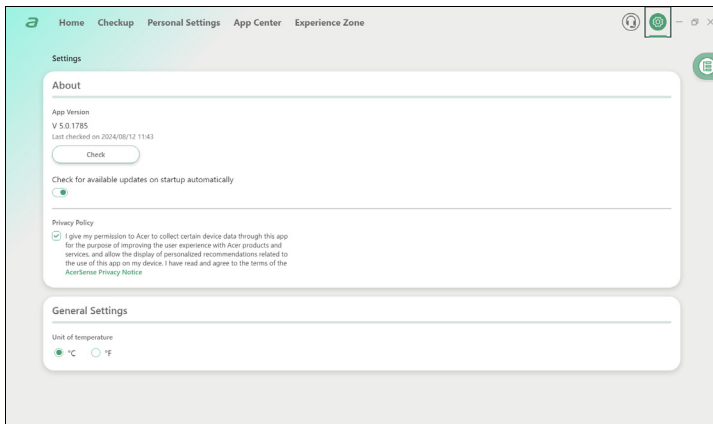 a Home Checkup Personal Settings App Center Experience Zone
Settings
About
App Version
V 5.0.1785
Last checked on 2024/08/12 11:43
Check
Check for available updates on startup automatically
Privacy Policy
I give my permission to Acer to collect certain device data through this app
for the purpose of improving the user experience with Acer products and
services, and allow the display of personalized recommendations related to
the use of this app on my device. I have read and agree to the terms of the
AcerSense Privacy Notice
General Settings
Unit of temperature
°C °F